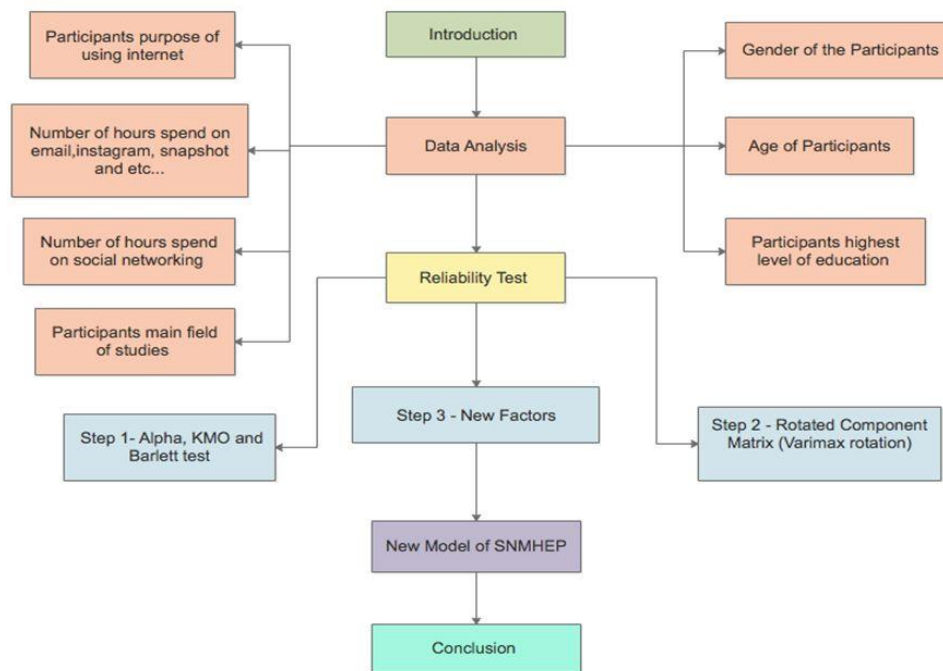 Introduction
Participants purpose of
using internet
Gender of the Participants
Number of hours spend on
email,instagram, snapshot
and etc...
Data Analysis
Age of Participants
Number of hours spend
on social networking
Reliability Test
Participants highest
level of education
Participants main field
of studies
Step 1- Alpha, KMO and
Barlett test
Step 3 - New Factors
Step 2 - Rotated Component
Matrix (Varimax rotation)
New Model of SNMHEP
Conclusion